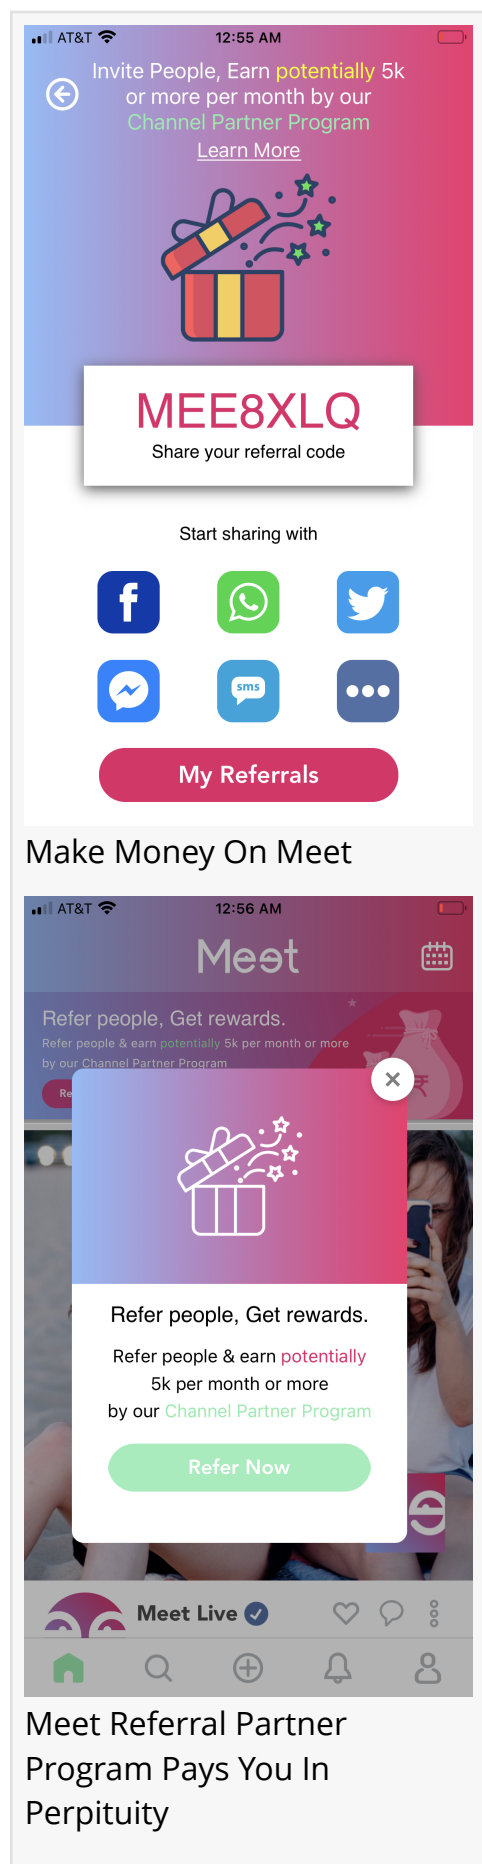 AT&T 12:55 AM
Invite People, Earn potentially 5k
or more per month by our
Channel Partner Program
Learn More
MEE8XLQ
Share your referral code
Start sharing with
f
sms
My Referrals
Make Money On Meet
AT&T 12:56 AM
Meet
Refer people, Get rewards.
Refer people & earn potentially 5k per month or more
by our Channel Partner Program
Re
₹
Refer people, Get rewards.
Refer people & earn potentially
5k per month or more
by our Channel Partner Program
Refer Now
Meet Live
Meet Referral Partner
Program Pays You In
Perpituity